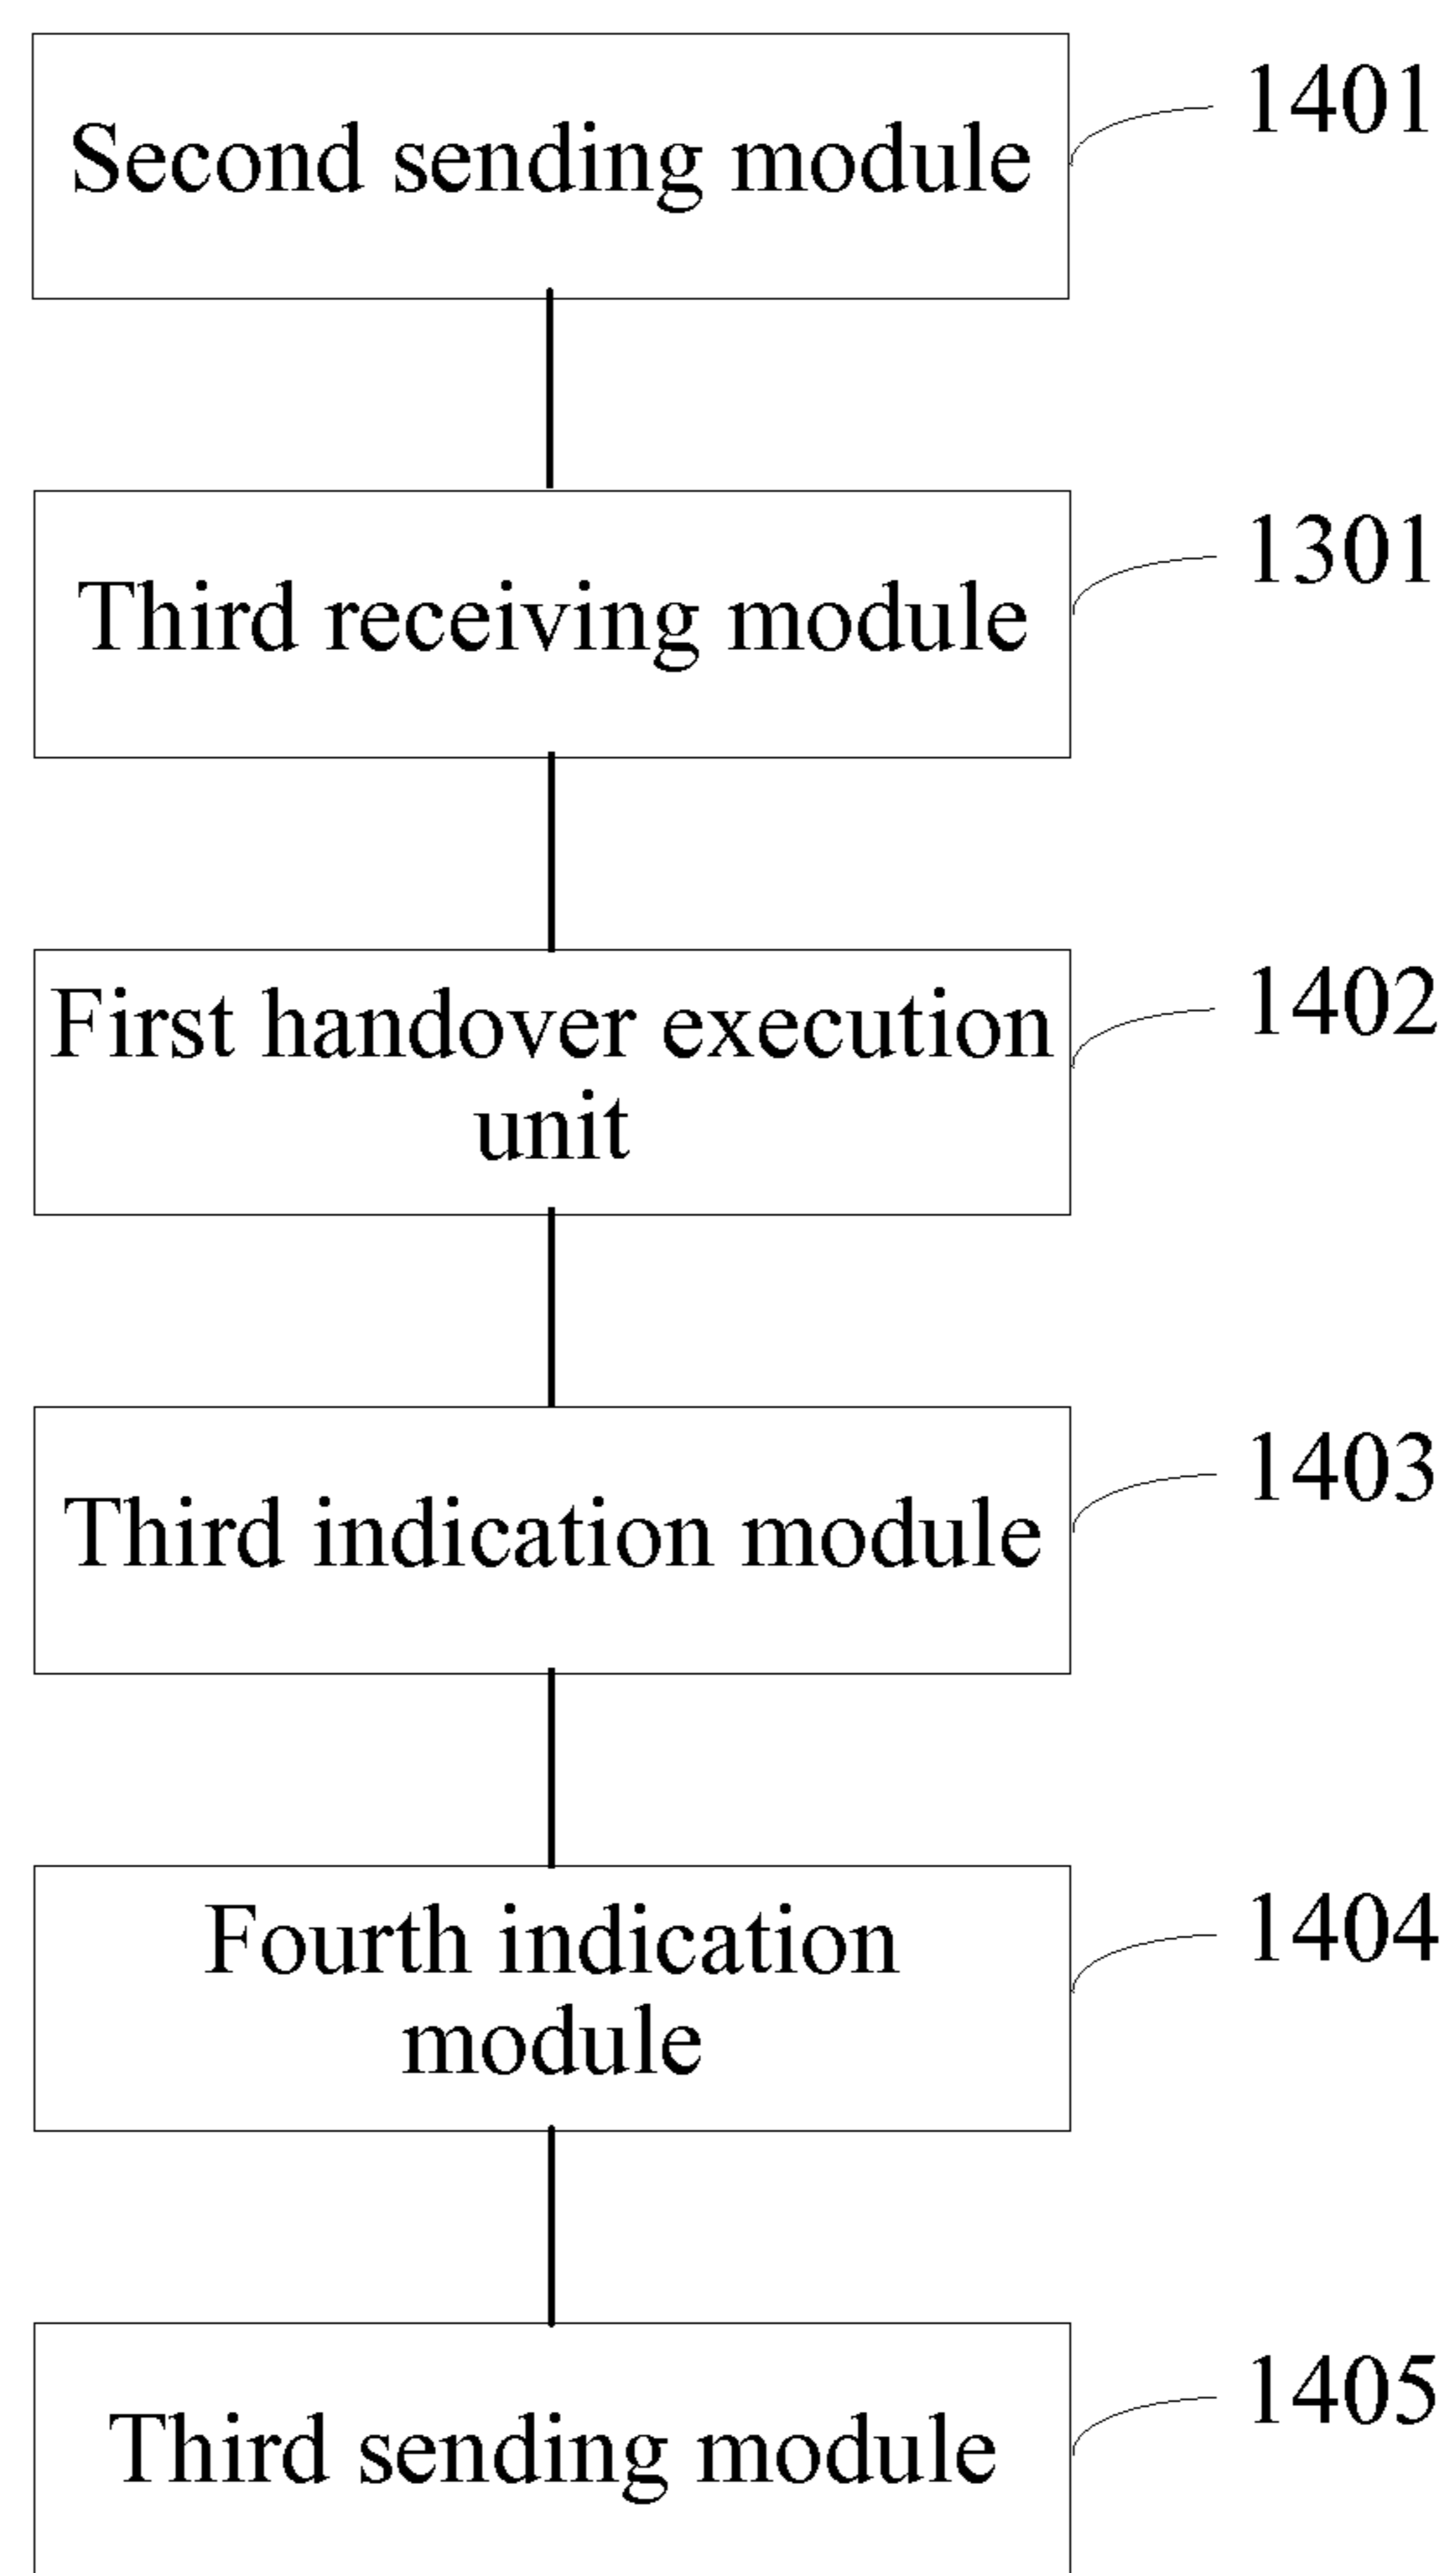 Second sending module
1401
Third receiving module
1301
First handover execution
unit
1402
Third indication module
1403
Fourth indication
module
1404
Third sending module
1405